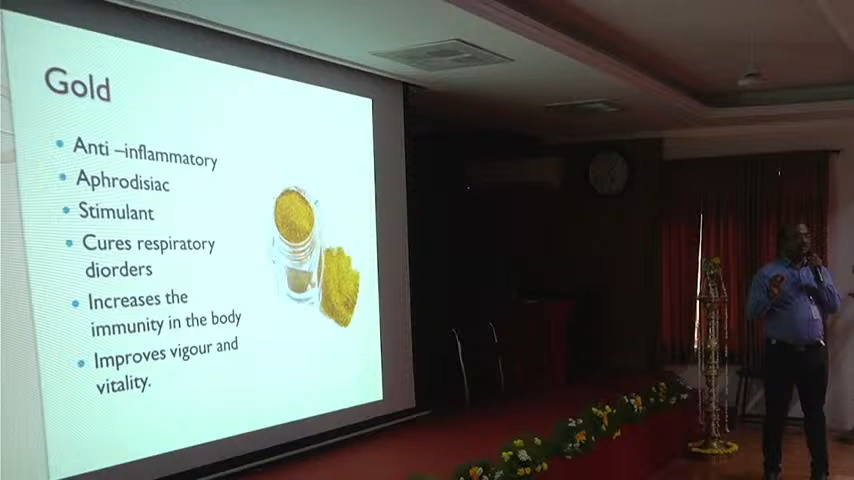 Gold
Anti –inflammatory
Aphrodisiac
Stimulant
Cures respiratory
diorders
Increases the
immunity in the body
Improves vigour and
vitality.